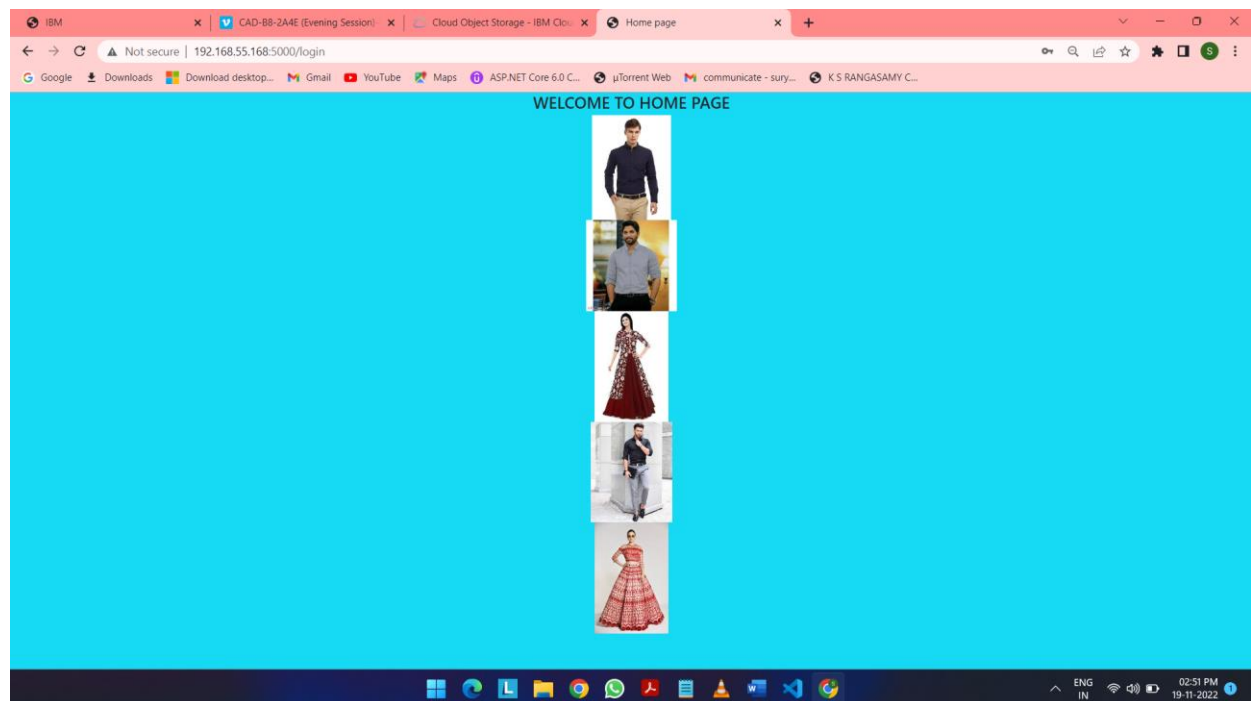 IBM
CAD-BB-2A4E (Evening Session)-
Cloud Object Storage - IBM Clou
Home page
Not secure | 192.168.55.168:5000/login
S
Google
Downloads
Download desktop...
Gmail
YouTube
Maps
ASP.NET Core 6.0 C...
µTorrent Web
communicate - sury...
K S RANGASAMY C...
WELCOME TO HOME PAGE
ENG
IN
02:51 PM
19-11-2022
1